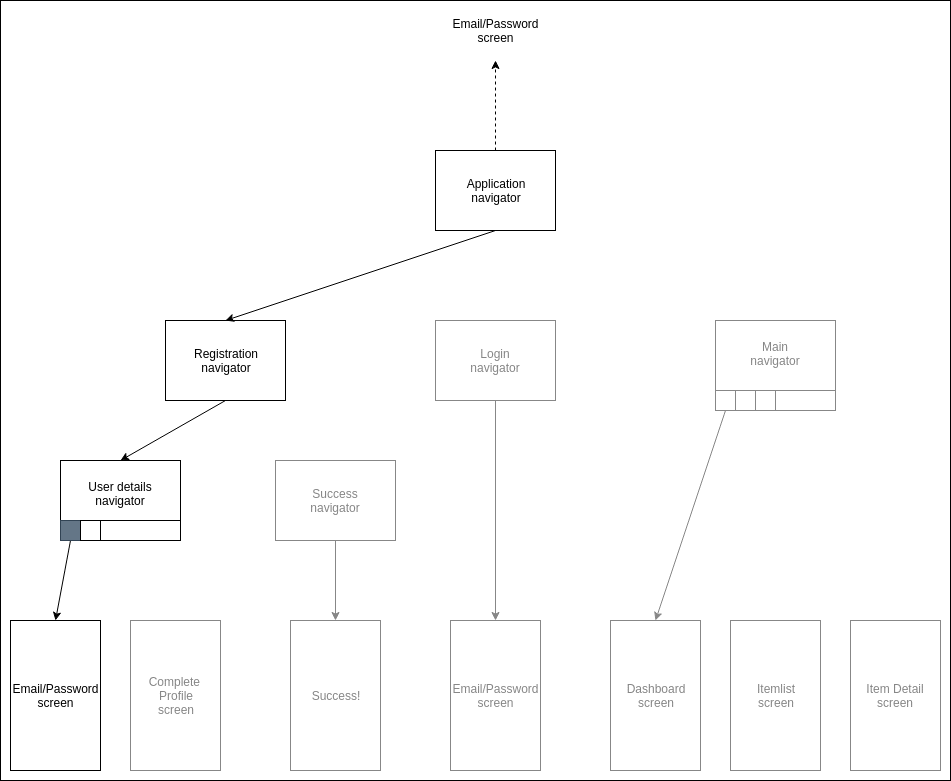 Email/Password
screen
Application
navigator
Registration
navigator
Login
navigator
Main
navigator
User details
navigator
Success
navigator
Email/Password
screen
Complete
Profile
screen
Success!
Email/Password
screen
Dashboard
screen
Itemlist
screen
Item Detail
screen